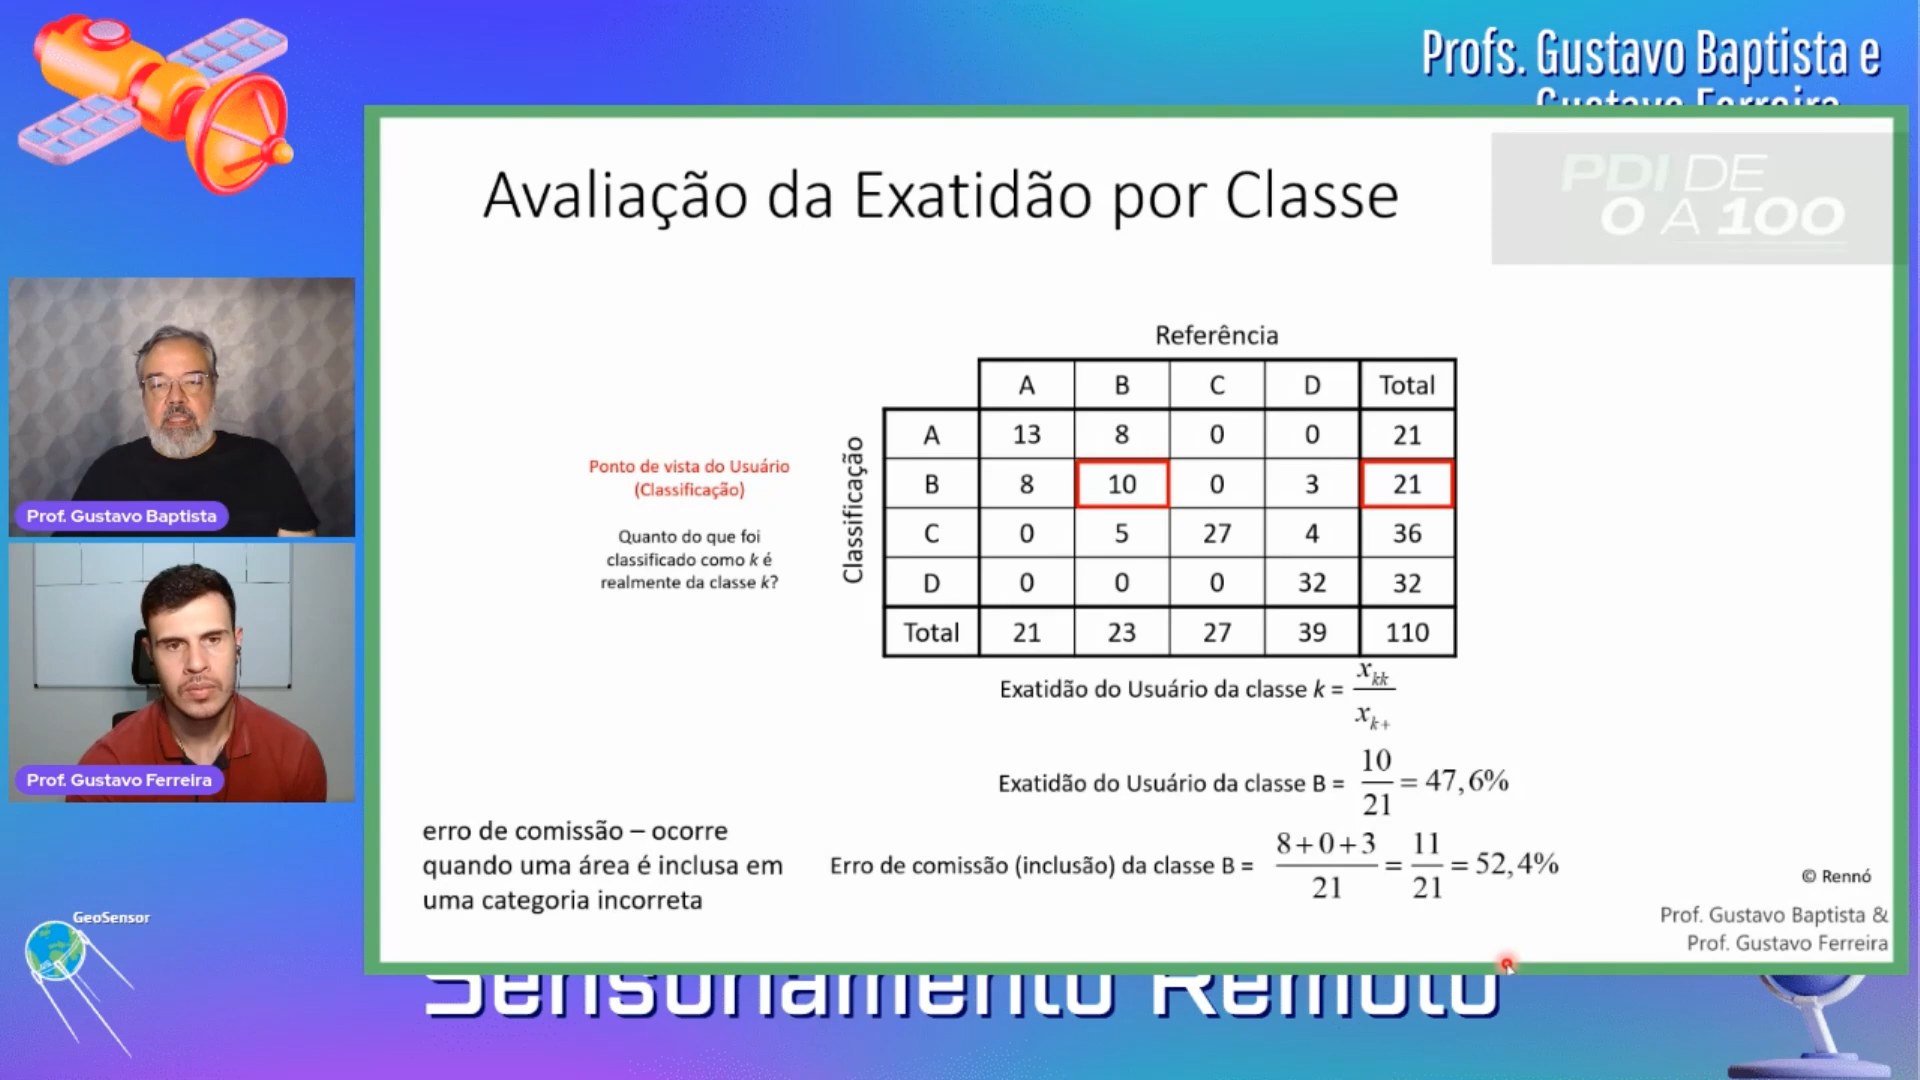 Profs. Gustavo Baptista e
Gustavo Ferreira
PDI DE
0 A 100
Avaliação da Exatidão por Classe
Referência
A B C D Total
Classificação
A 13 8 0 0 21
B 8 10 0 3 21
C 0 5 27 4 36
D 0 0 0 32 32
Total 21 23 27 39 110
Ponto de vista do Usuário
(Classificação)
Quanto do que foi
classificado como k é
realmente da classe k?
Exatidão do Usuário da classe k = x_kk / x_k+
Exatidão do Usuário da classe B = 10/21 = 47,6%
Erro de comissão (inclusão) da classe B = (8+0+3)/21 = 11/21 = 52,4%
erro de comissão – ocorre
quando uma área é inclusa em
uma categoria incorreta
© Rennó
Prof. Gustavo Baptista &
Prof. Gustavo Ferreira
Prof. Gustavo Baptista
Prof. Gustavo Ferreira
GeoSensor
Sensoriamento Remoto